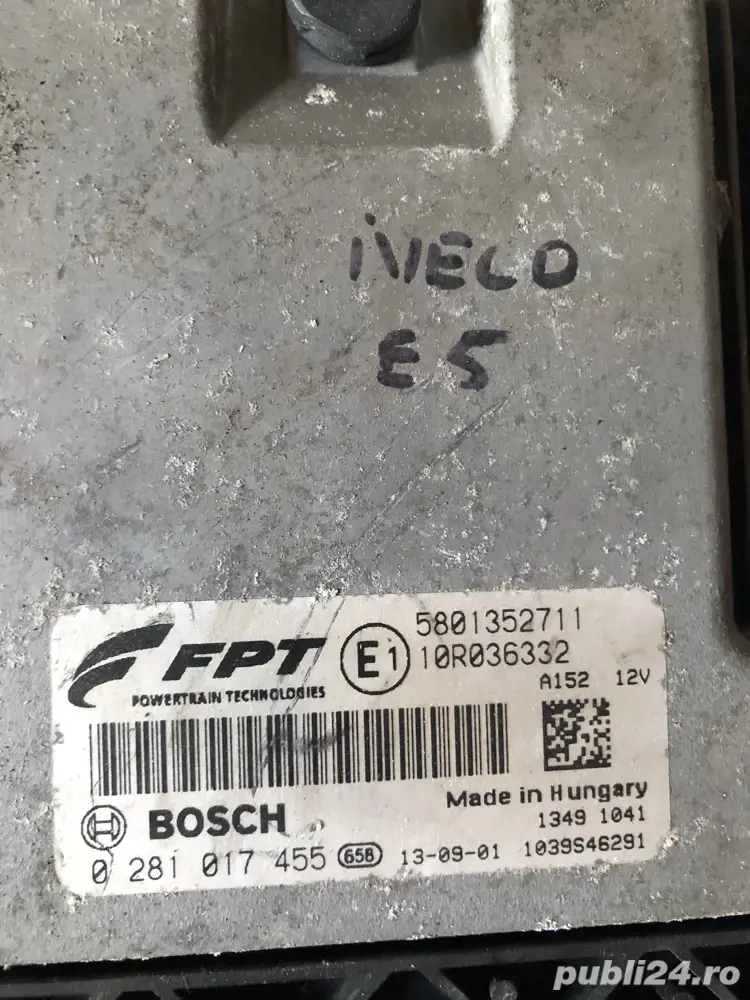 iVECO
E5
FPT
POWERTRAIN TECHNOLOGIES
E1
5801352711
10R036332
A152 12V
Made in Hungary
BOSCH
1349 1041
0 281 017 455 658 13-09-01 1039S46291
publi24.ro